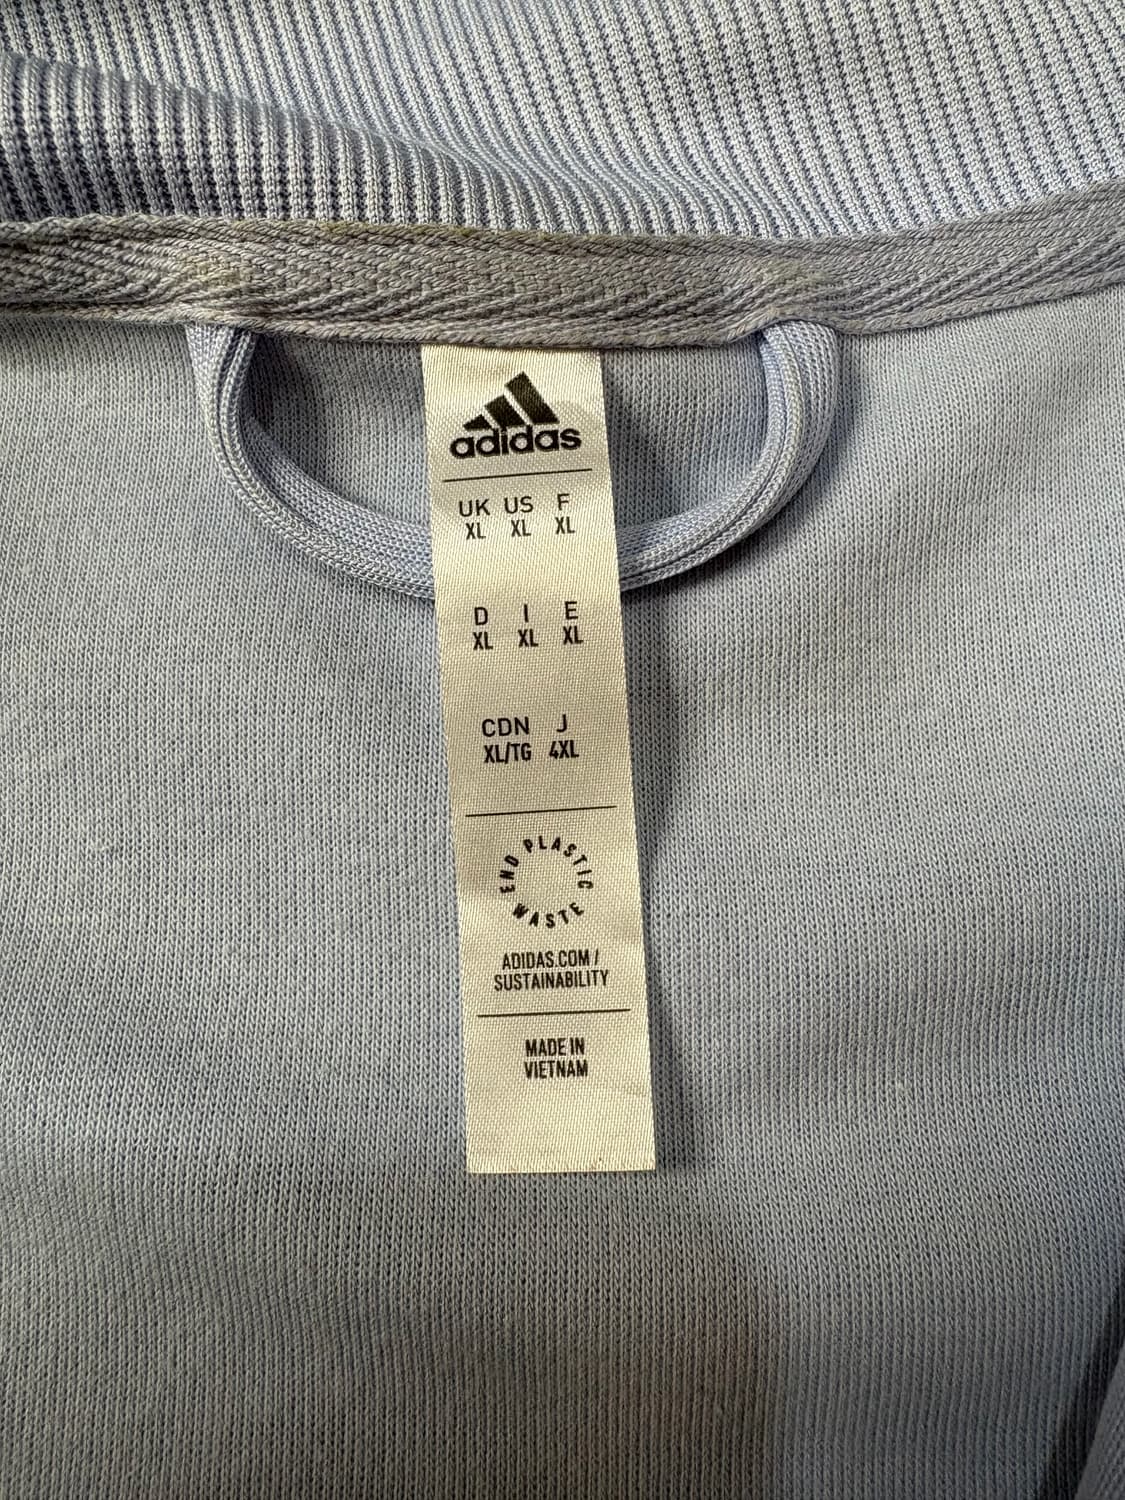 adidas
UK US F
XL XL XL
D I E
XL XL XL
CDN J
XL/TG 4XL
END PLASTIC WASTE
ADIDAS.COM /
SUSTAINABILITY
MADE IN
VIETNAM